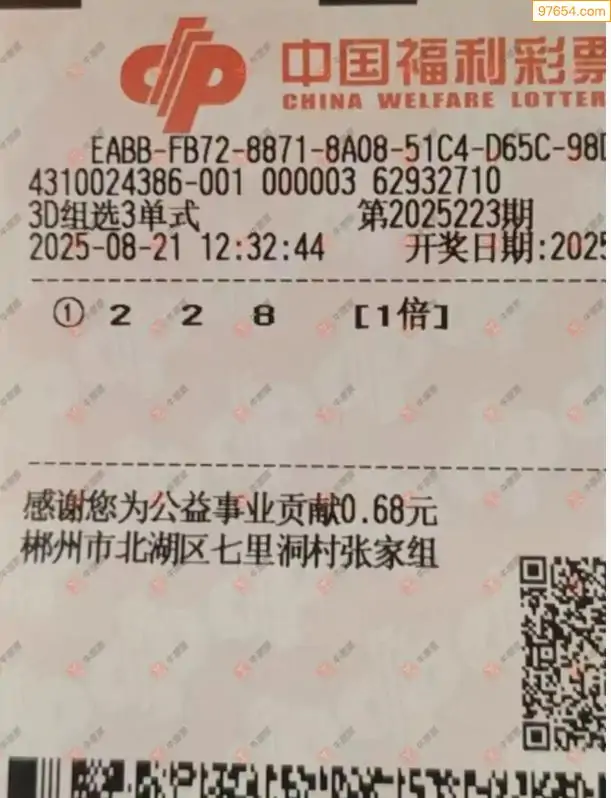 97654.com
中国福利彩票
CHINA WELFARE LOTTER
EABB-FB72-8871-8A08-51C4-D65C-98D
4310024386-001 000003 62932710
3D组选3单式 第2025223期
2025-08-21 12:32:44 开奖日期:2025
① 2 2 8 [1倍]
感谢您为公益事业贡献0.68元
郴州市北湖区七里洞村张家组